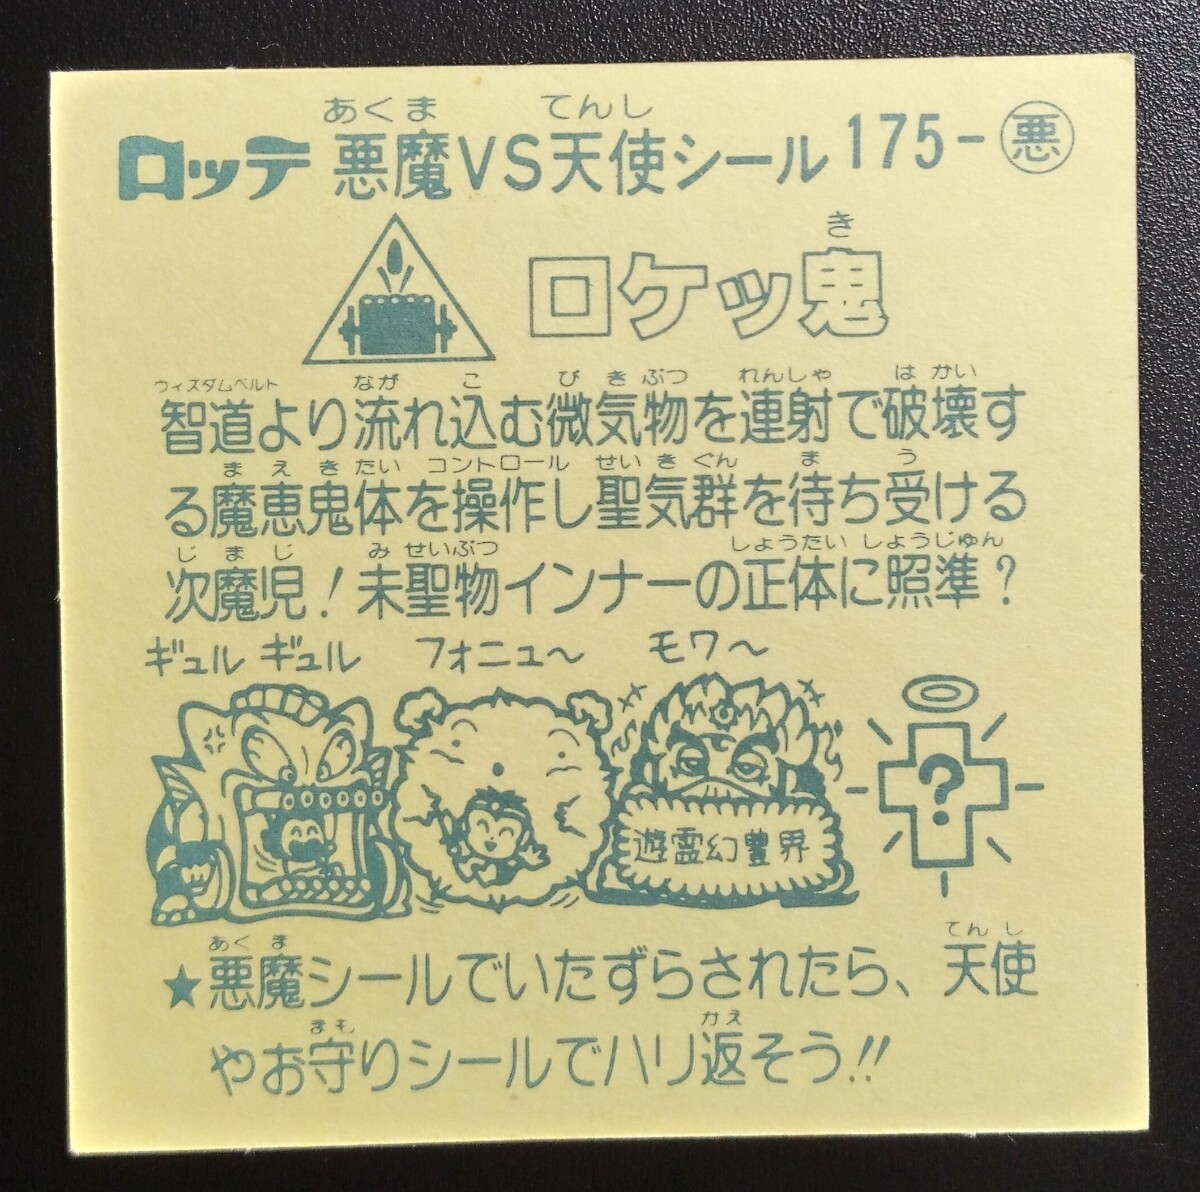 あくま てんし
ロッテ 悪魔VS天使シール 175-悪
き
ロケッ鬼
ウィズダムベルト なが こ びきぶつ れんしゃ はかい
智道より流れ込む微気物を連射で破壊す
まえきたい コントロール せいきぐん ま う
る魔恵鬼体を操作し聖気群を待ち受ける
じまじ みせいぶつ しょうたい しょうじゅん
次魔児!未聖物インナーの正体に照準?
ギュル ギュル フォニュ〜 モワ〜
?
遊霊幻豊界
あくま てんし
★悪魔シールでいたずらされたら、天使
まも かえ
やお守りシールでハリ返そう!!